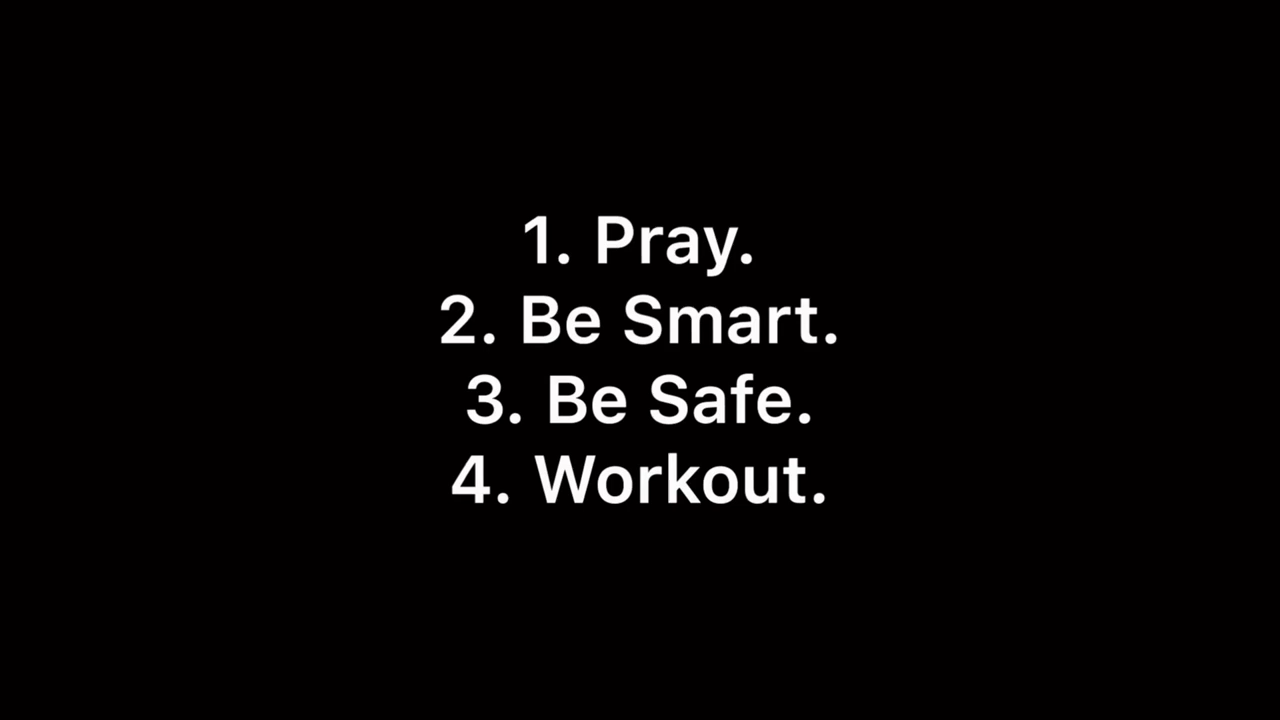 1. Pray.
2. Be Smart.
3. Be Safe.
4. Workout.